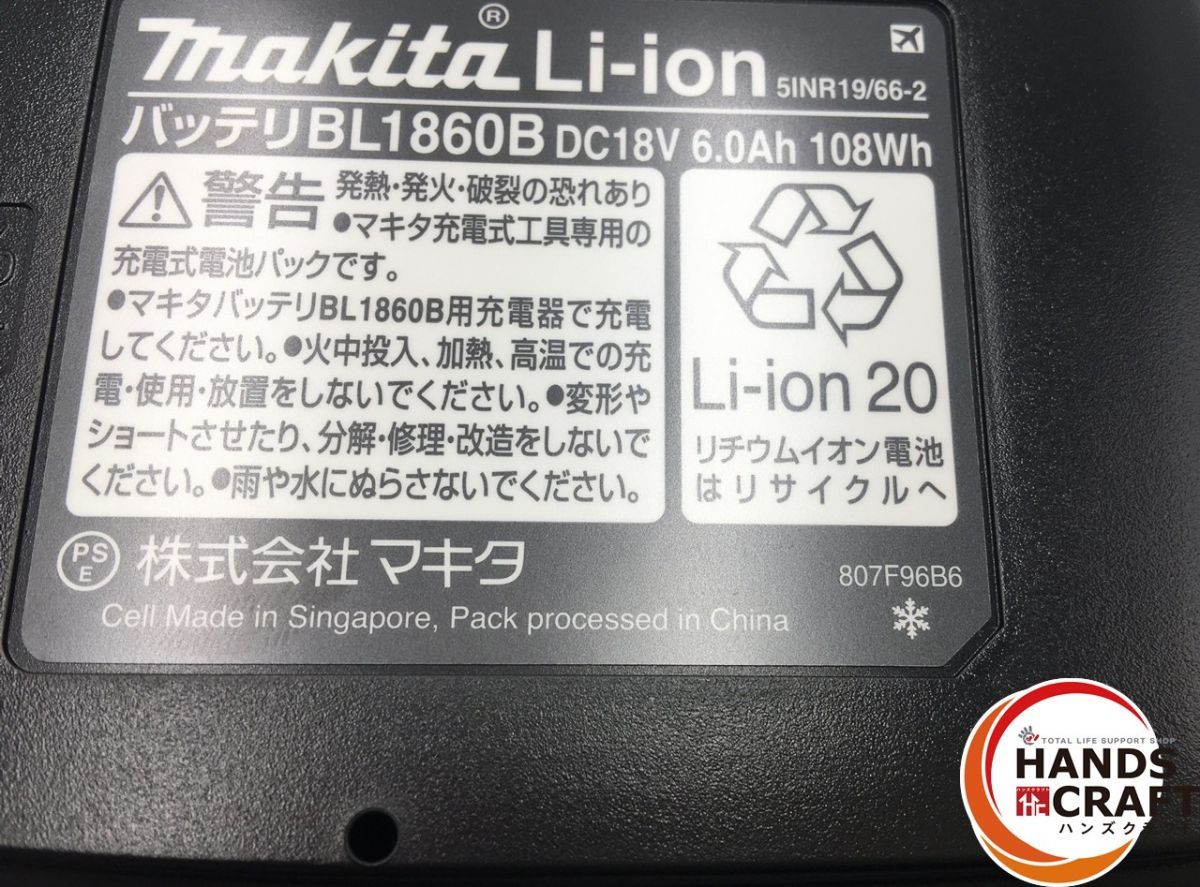 makita® Li-ion 5INR19/66-2
バッテリBL1860B DC18V 6.0Ah 108Wh
警告 発熱・発火・破裂の恐れあり
●マキタ充電式工具専用の
充電式電池パックです。
●マキタバッテリBL1860B用充電器で充電
してください。●火中投入、加熱、高温での充
電・使用・放置をしないでください。●変形や
ショートさせたり、分解・修理・改造をしないで
ください。●雨や水にぬらさないでください。
Li-ion 20
リチウムイオン電池
はリサイクルへ
PS
E
株式会社 マキタ
807F96B6
Cell Made in Singapore, Pack processed in China
TOTAL LIFE SUPPORT SHOP
HANDS
ハンズクラフト
CRAFT
ハンズクラフト